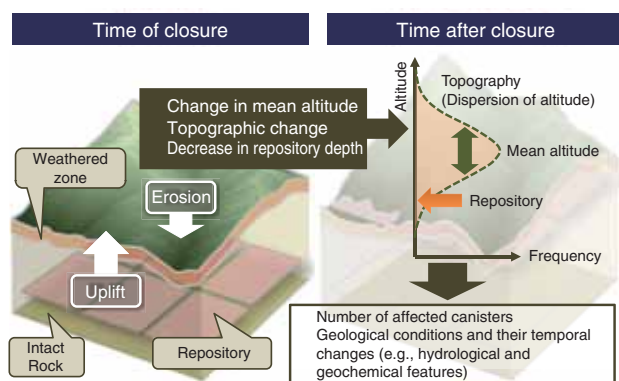 Time of closure
Time after closure
Change in mean altitude
Topographic change
Decrease in repository depth
Weathered
zone
Erosion
Uplift
Intact
Rock
Repository
Altitude
Topography
(Dispersion of altitude)
Mean altitude
Repository
Frequency
Number of affected canisters
Geological conditions and their temporal
changes (e.g., hydrological and
geochemical features)